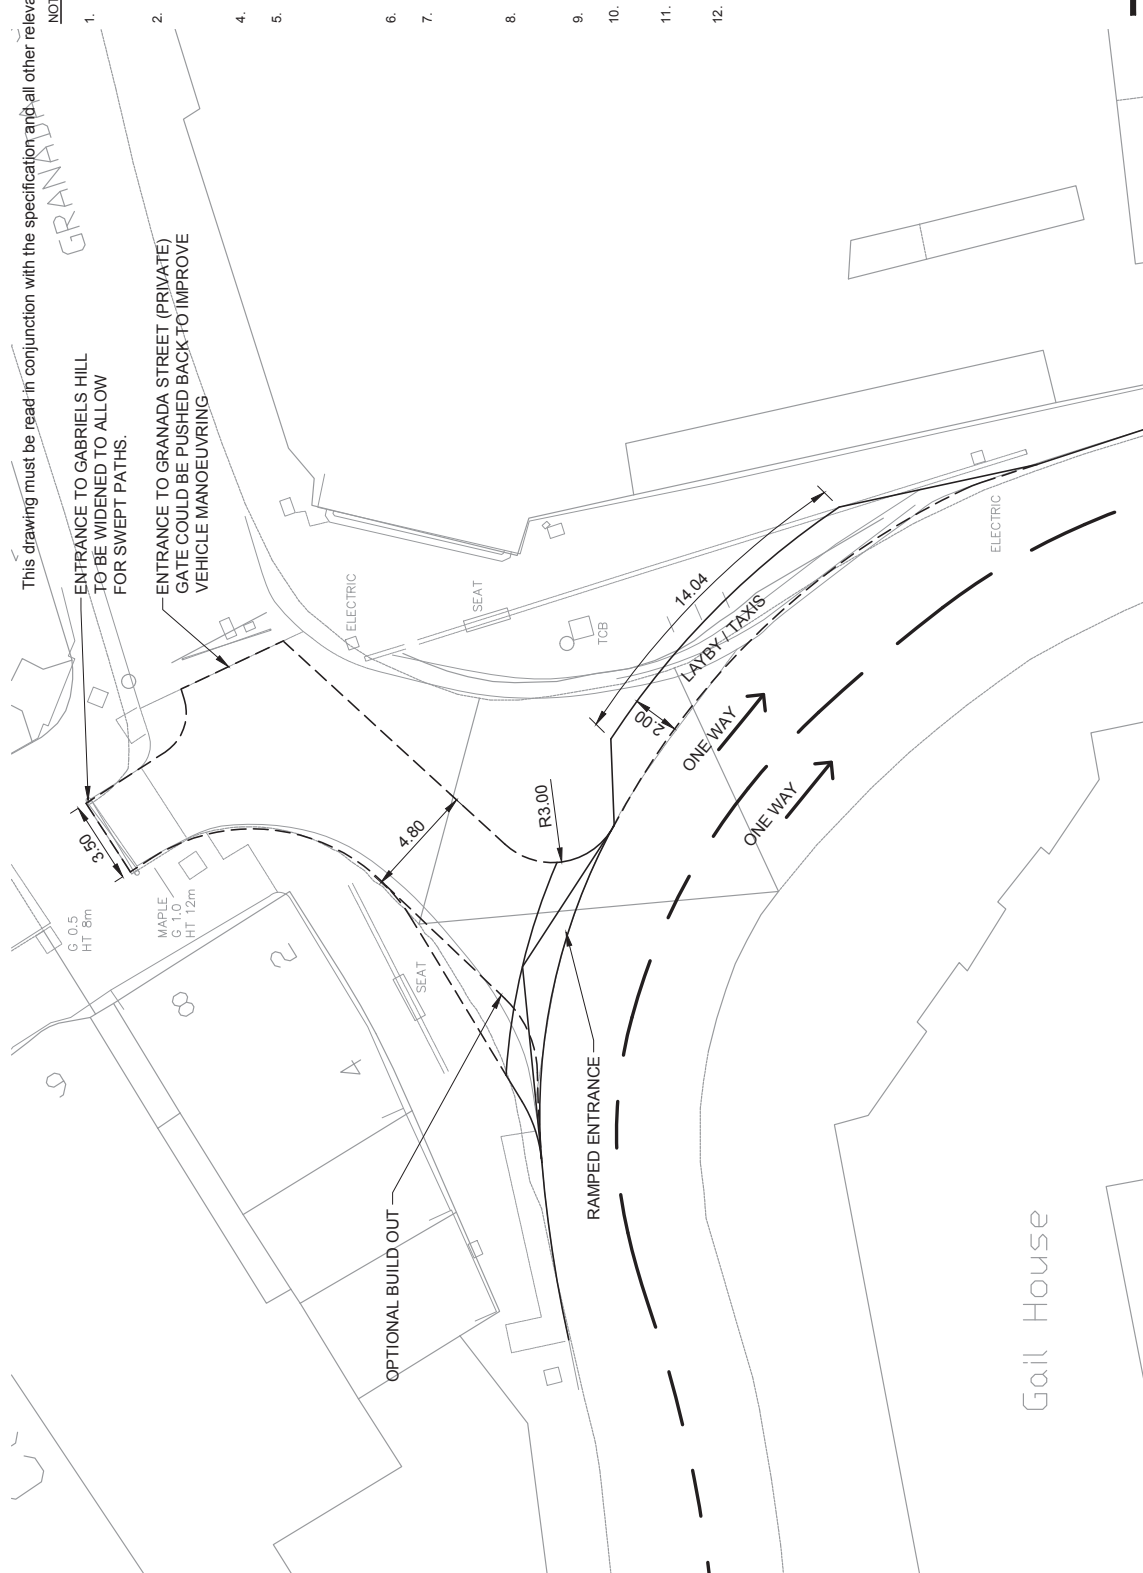 This drawing must be read in conjunction with the specification and all other
NOT
1.
2.
4.
5.
6.
7.
8.
9.
10.
11.
12.
ENTRANCE TO GABRIELS HILL
TO BE WIDENED TO ALLOW
FOR SWEPT PATHS.
ENTRANCE TO GRANADA STREET (PRIVATE)
GATE COULD BE PUSHED BACK TO IMPROVE
VEHICLE MANOEUVRING
GRANADA
ELECTRIC
SEAT
TCB
ELECTRIC
14.04
LAYBY / TAXIS
2.00
ONE WAY
ONE WAY
R3.00
4.80
3.50
G 0.5
HT 8m
MAPLE
G 1.0
HT 12m
SEAT
2
8
4
OPTIONAL BUILD OUT
RAMPED ENTRANCE
Gail House